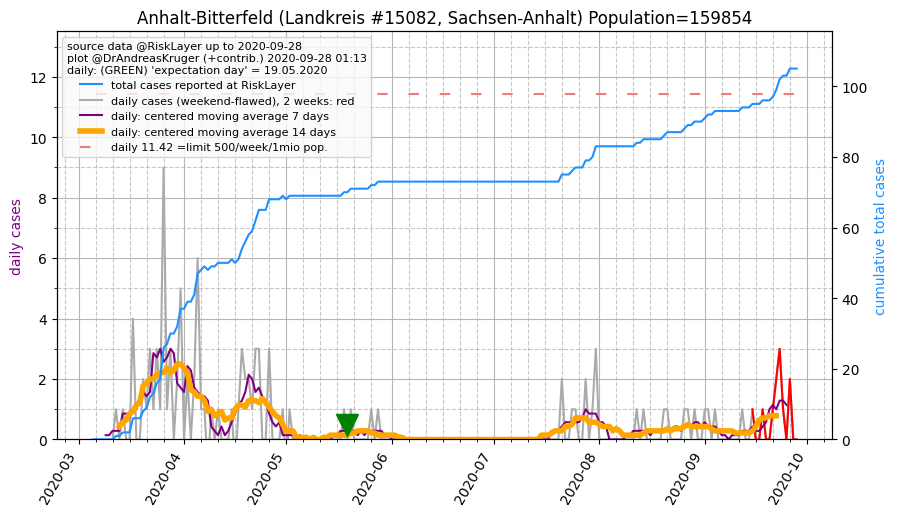 Anhalt-Bitterfeld (Landkreis #15082, Sachsen-Anhalt) Population=159854
source data @RiskLayer up to 2020-09-28
plot @DrAndreasKruger (+contrib.) 2020-09-28 01:13
daily: (GREEN) 'expectation day' = 19.05.2020
total cases reported at RiskLayer
daily cases (weekend-flawed), 2 weeks: red
daily: centered moving average 7 days
daily: centered moving average 14 days
daily 11.42 =limit 500/week/1mio pop.
daily cases
12
10
8
6
4
2
0
cumulative total cases
100
80
60
40
20
0
2020-03
2020-04
2020-05
2020-06
2020-07
2020-08
2020-09
2020-10